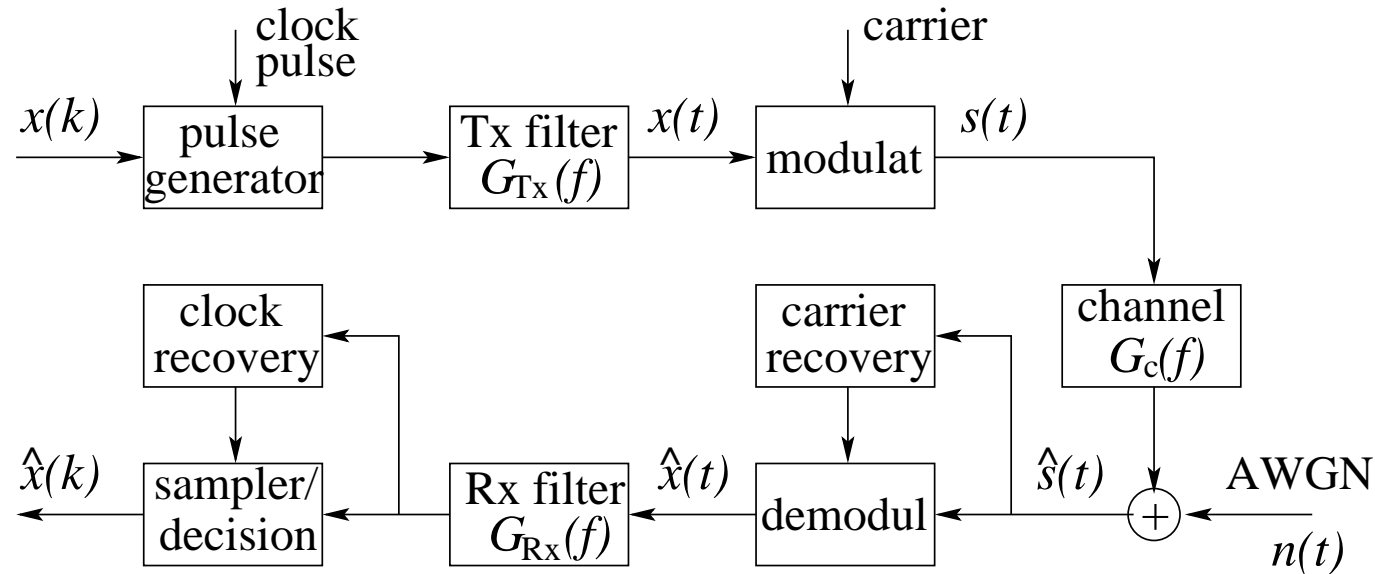 clock
pulse
carrier
x(k)
pulse
generator
Tx filter
G_Tx(f)
x(t)
modulat
s(t)
clock
recovery
carrier
recovery
channel
G_c(f)
x̂(k)
sampler/
decision
Rx filter
G_Rx(f)
x̂(t)
demodul
ŝ(t)
+
AWGN
n(t)